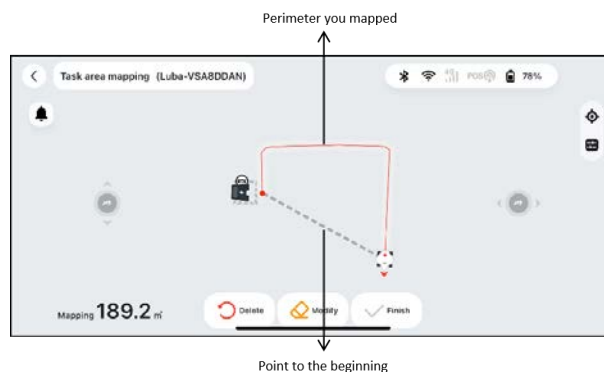 Perimeter you mapped
Task area mapping (Luba-VSA8DDAN)
4G POS 78%
Mapping 189.2 ㎡
Delete
Modify
Finish
Point to the beginning